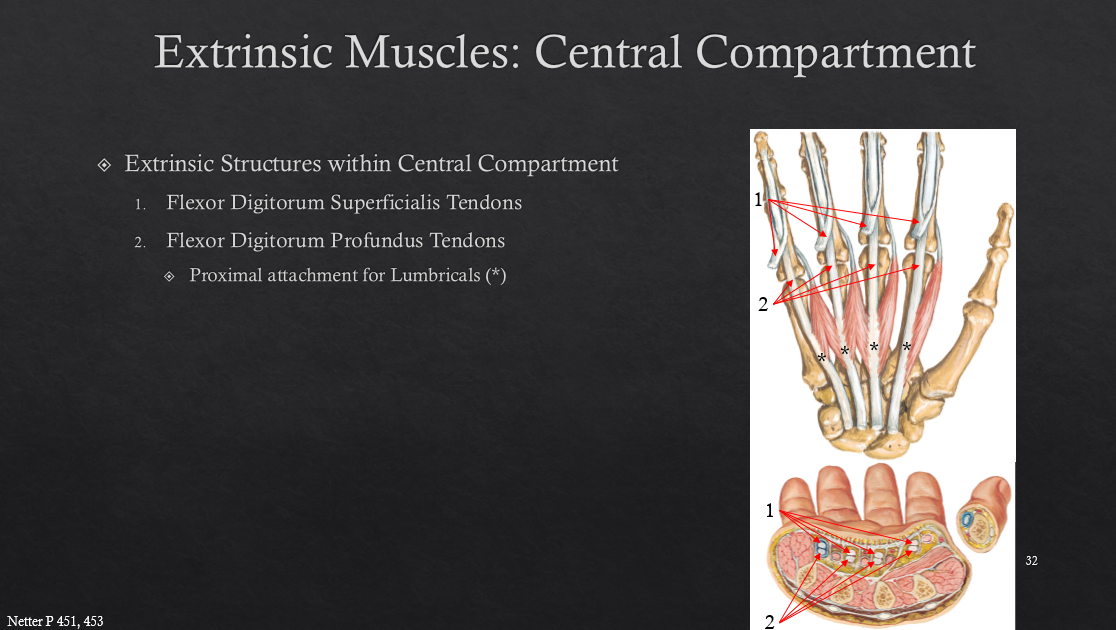 Extrinsic Muscles: Central Compartment
Extrinsic Structures within Central Compartment
1. Flexor Digitorum Superficialis Tendons
2. Flexor Digitorum Profundus Tendons
Proximal attachment for Lumbricals (*)
1
2
* * * *
1
2
32
Netter P 451, 453